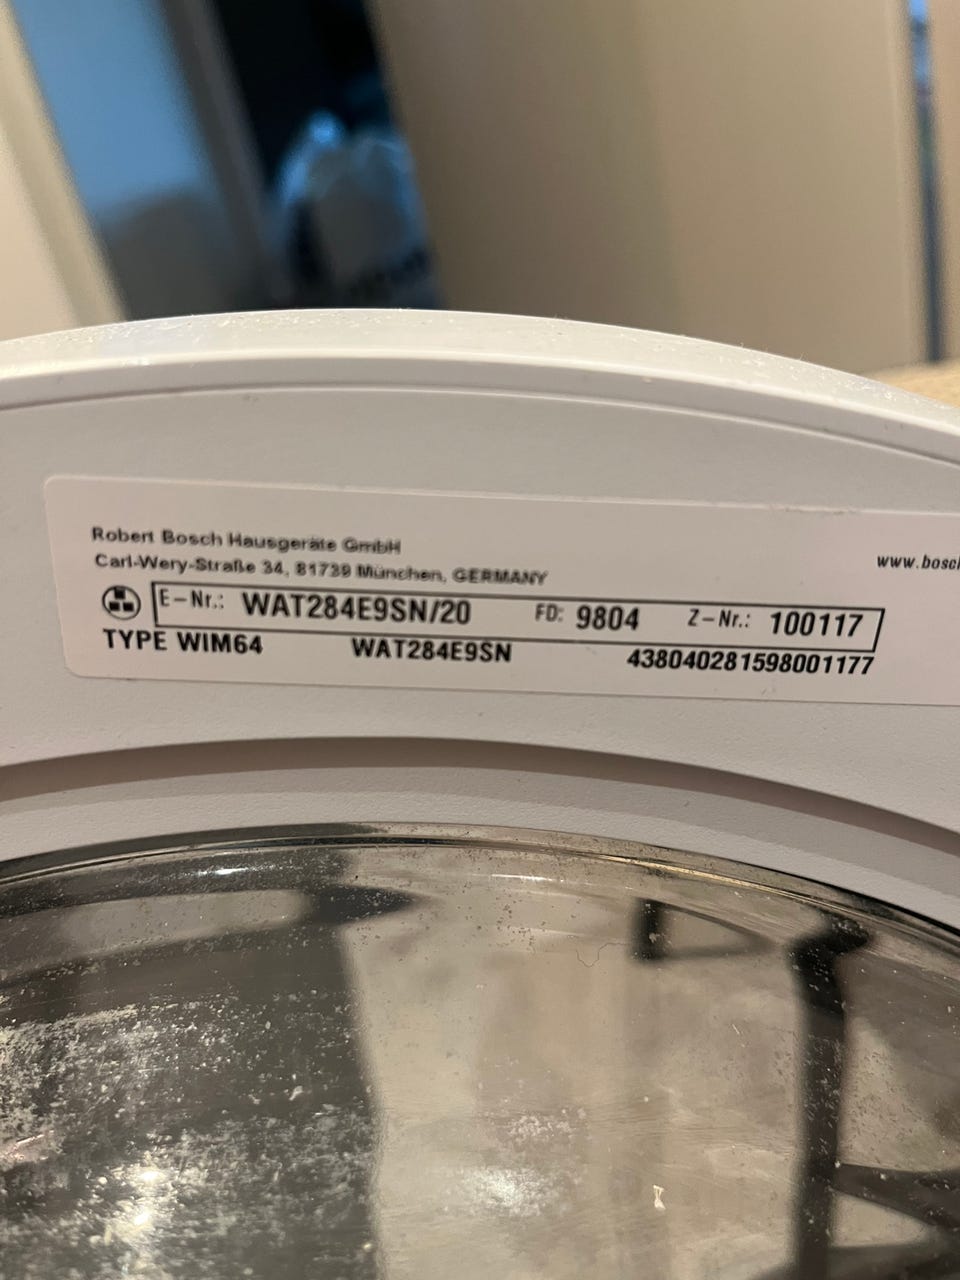 Robert Bosch Hausgeräte GmbH
Carl-Wery-Straße 34, 81739 München, GERMANY
www.bosch
E-Nr.: WAT284E9SN/20 FD: 9804 Z-Nr.: 100117
TYPE WIM64 WAT284E9SN 438040281598001177